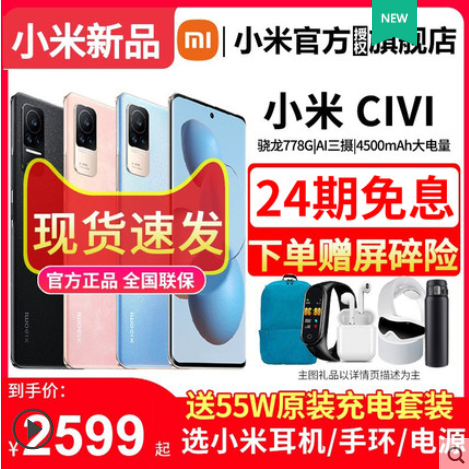 NEW
小米新品
小米官方授权旗舰店
小米 CIVI
骁龙778G|AI三摄|4500mAh大电量
24期免息
现货速发
下单赠屏碎险
官方正品 全国联保
xiaomi
xiaomi
xiaomi
主图礼品以详情页描述为主
到手价:
送55W原装充电套装
¥2599起
选小米耳机/手环/电源